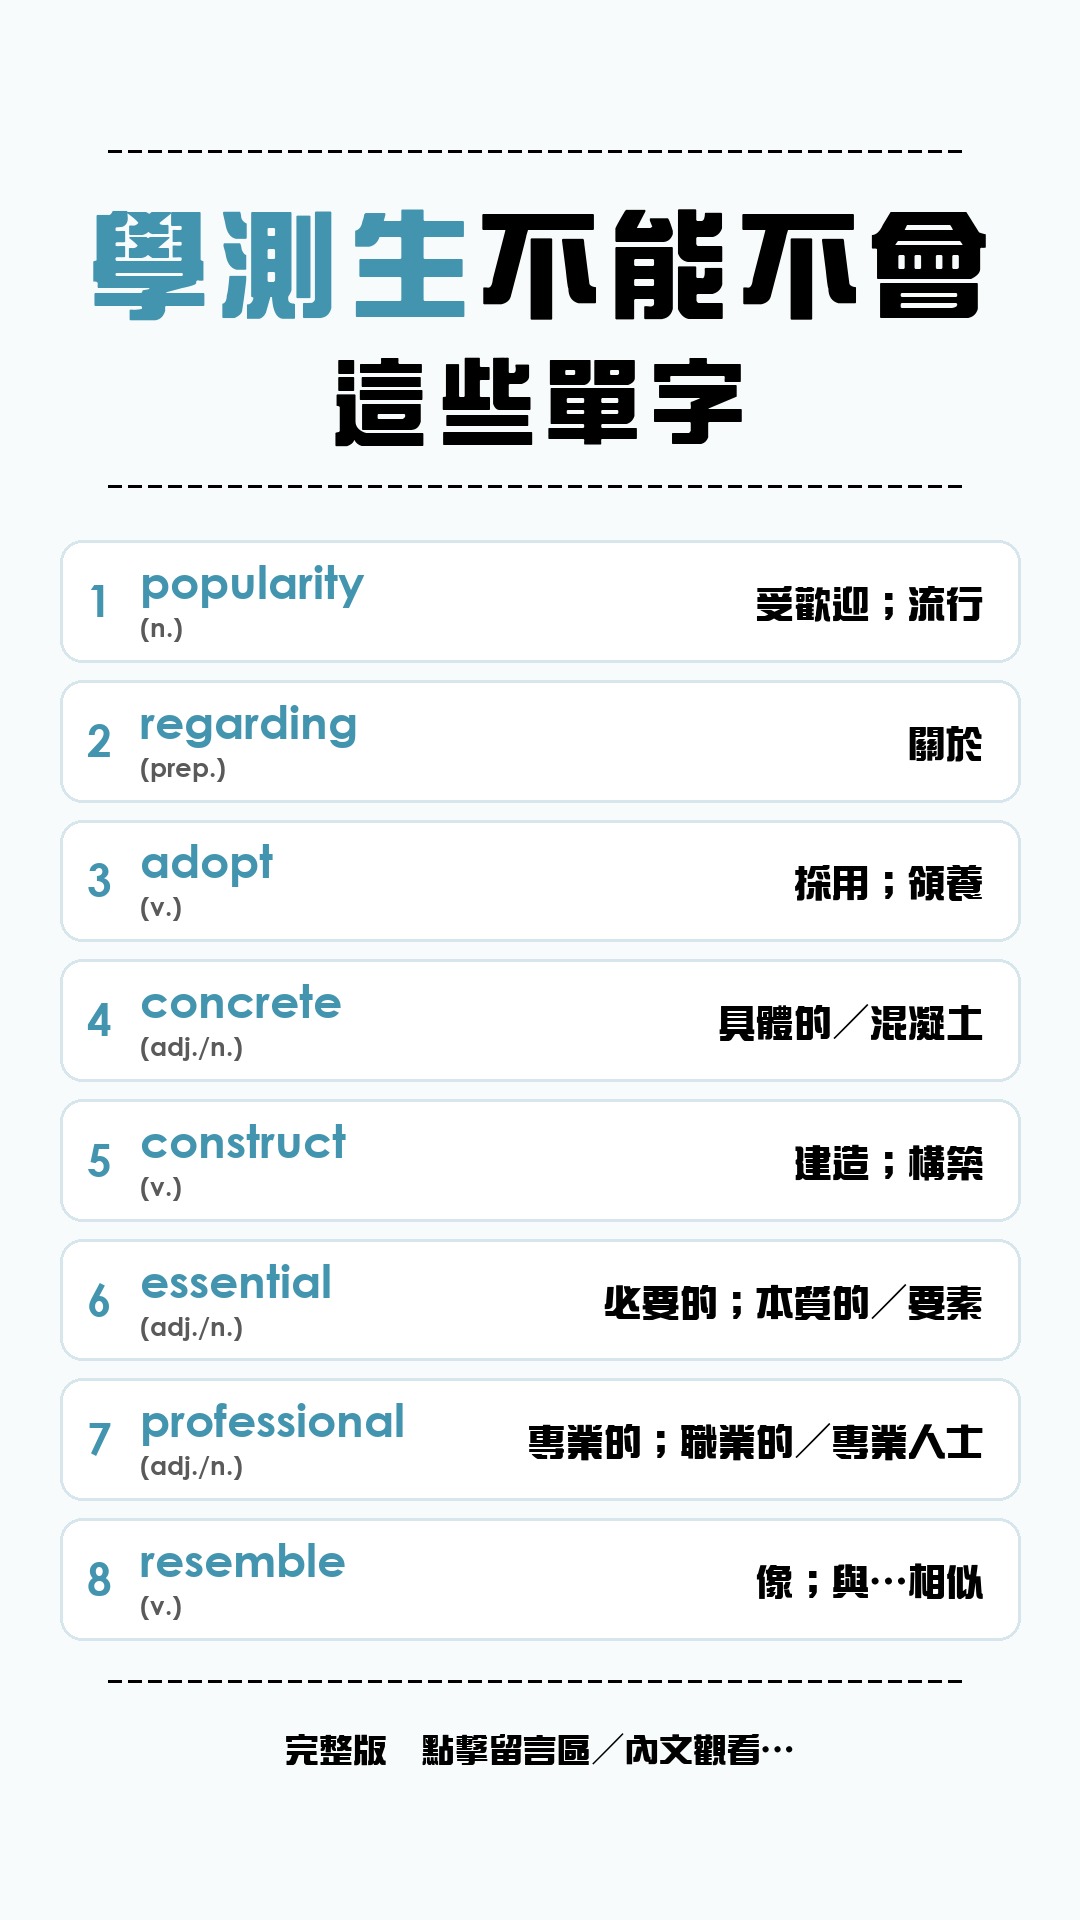 學測生不能不會
這些單字
1 popularity 受歡迎；流行
(n.)
2 regarding 關於
(prep.)
3 adopt 採用；領養
(v.)
4 concrete 具體的／混凝土
(adj./n.)
5 construct 建造；構築
(v.)
6 essential 必要的；本質的／要素
(adj./n.)
7 professional 專業的；職業的／專業人士
(adj./n.)
8 resemble 像；與…相似
(v.)
完整版　點擊留言區／內文觀看…